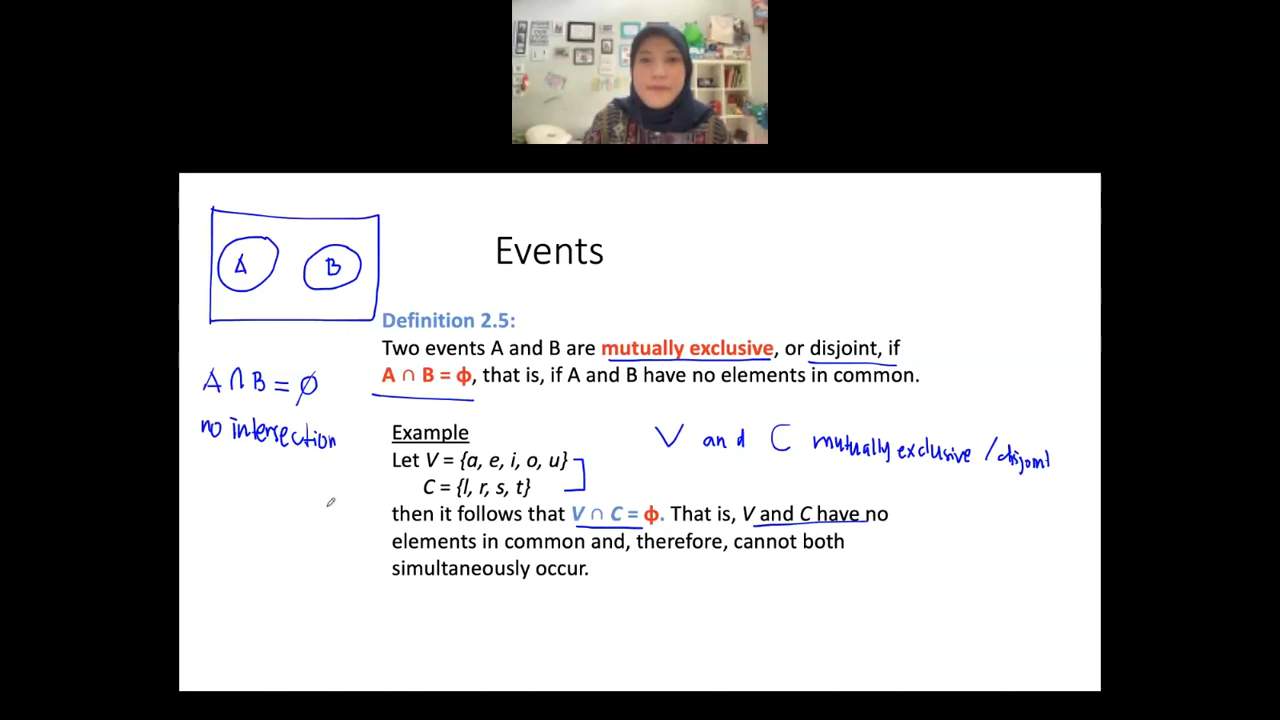 A
B
Events
Definition 2.5:
Two events A and B are mutually exclusive, or disjoint, if
A ∩ B = ϕ, that is, if A and B have no elements in common.
A ∩ B = ∅
no intersection
Example
V and C mutually exclusive / disjoint
Let V = {a, e, i, o, u}
C = {l, r, s, t}
then it follows that V ∩ C = ϕ. That is, V and C have no
elements in common and, therefore, cannot both
simultaneously occur.